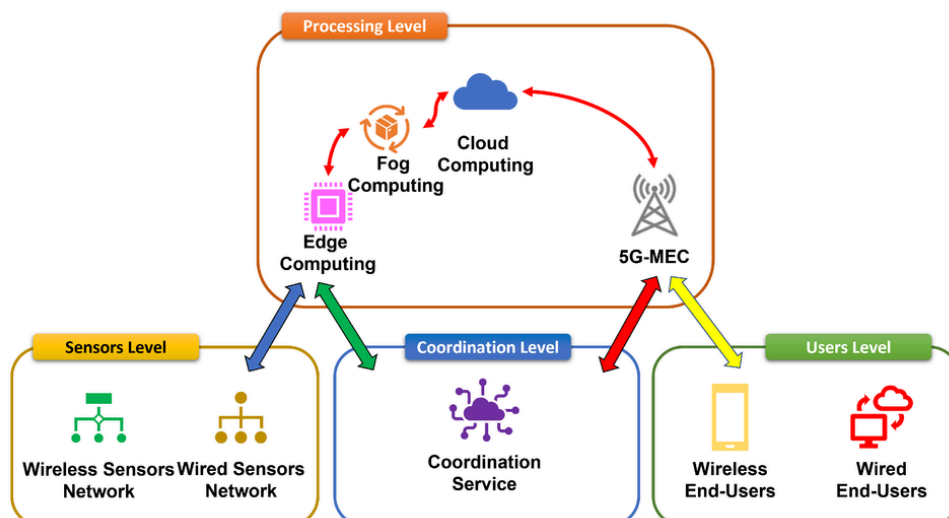 Processing Level
Cloud
Computing
Fog
Computing
Edge
Computing
5G-MEC
Sensors Level
Coordination Level
Users Level
Wireless Sensors
Network
Wired Sensors
Network
Coordination
Service
Wireless
End-Users
Wired
End-Users